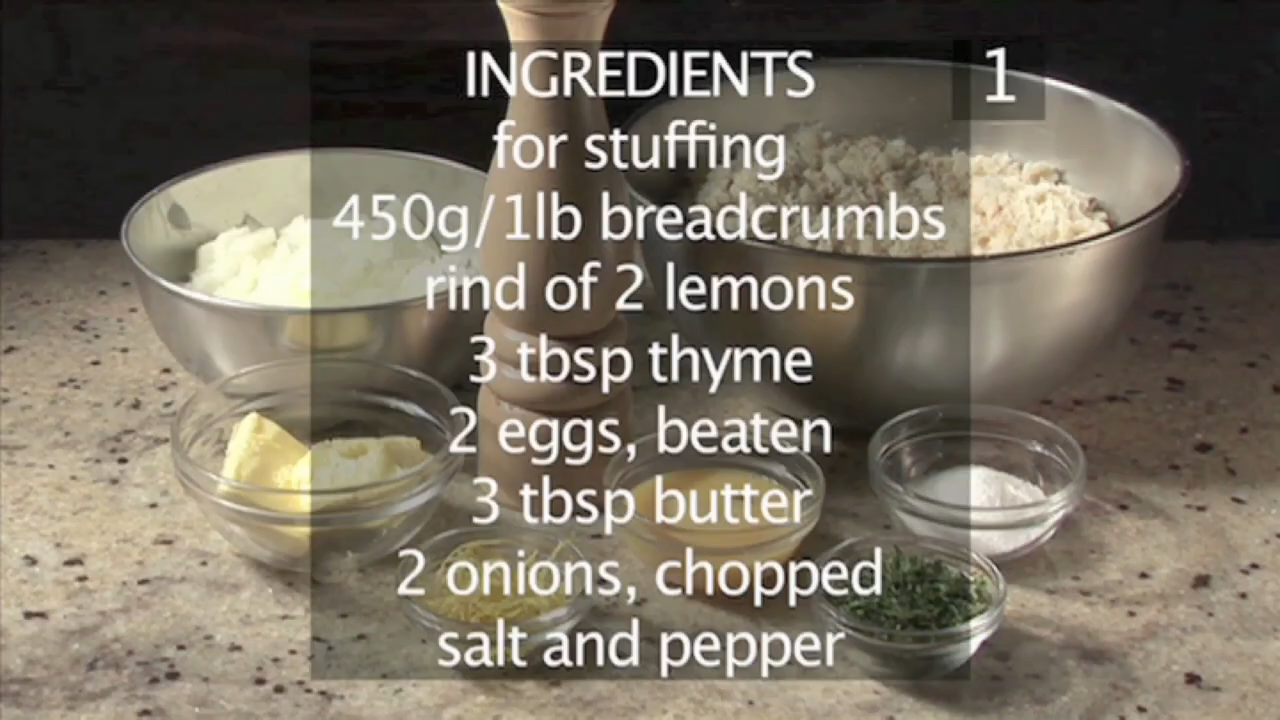 INGREDIENTS
1
for stuffing
450g/1lb breadcrumbs
rind of 2 lemons
3 tbsp thyme
2 eggs, beaten
3 tbsp butter
2 onions, chopped
salt and pepper